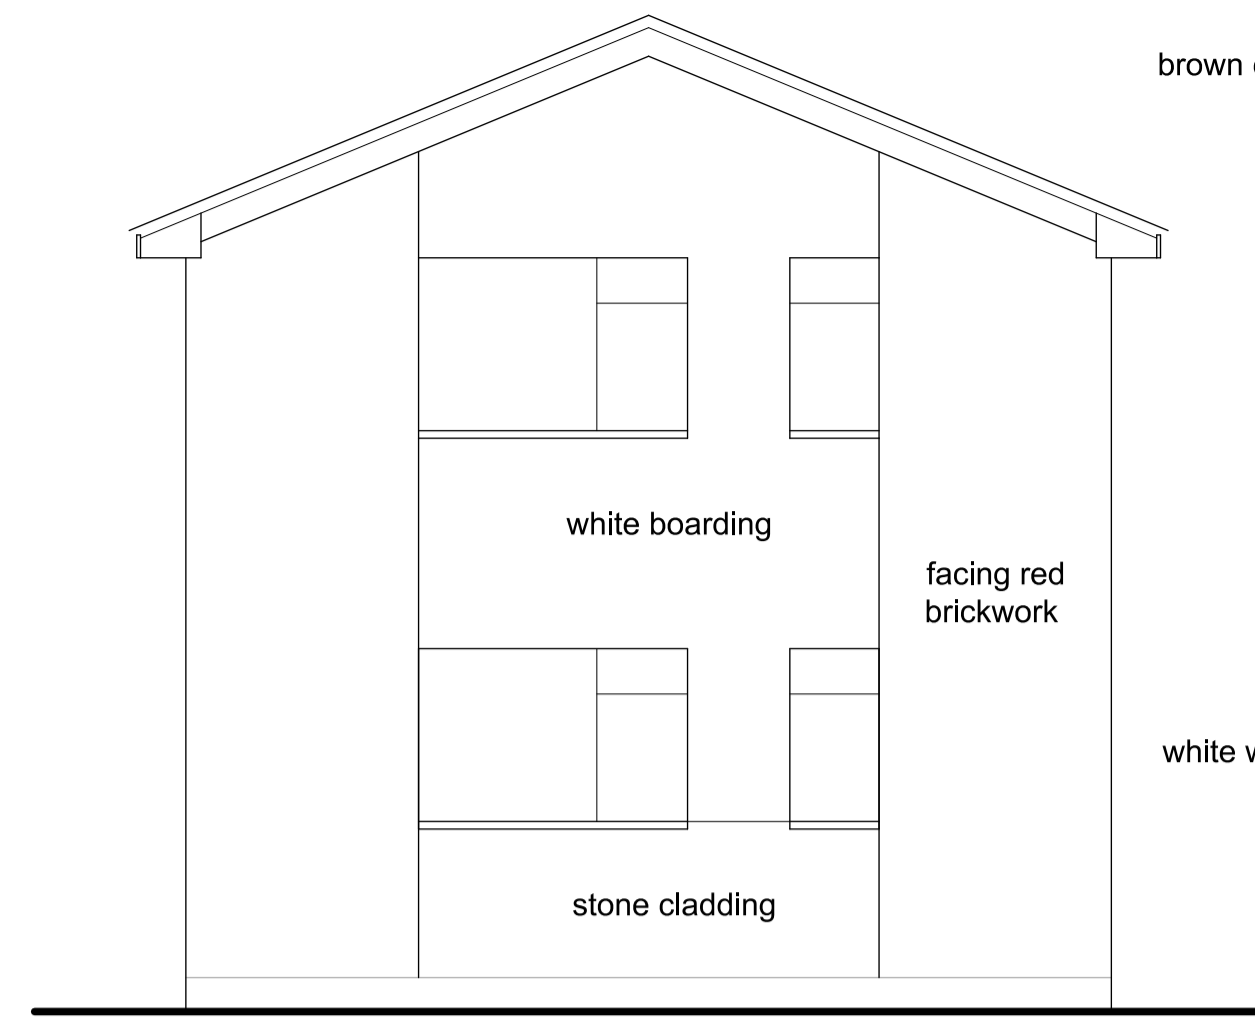 brown
white boarding
facing red
brickwork
white
stone cladding